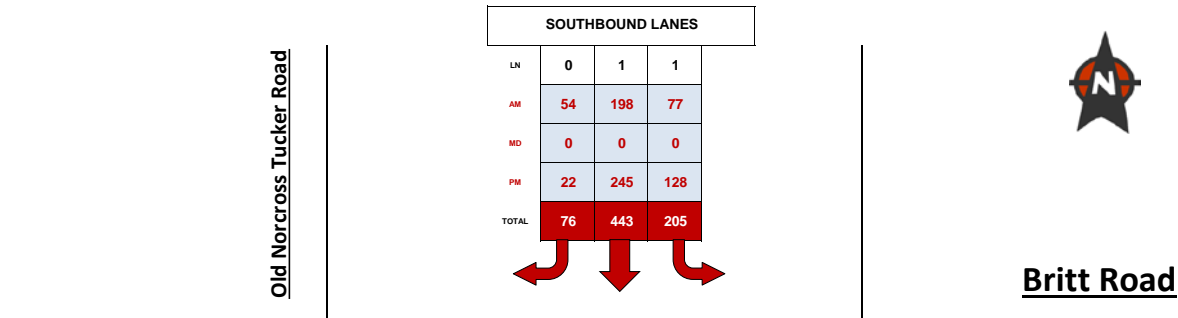 SOUTHBOUND LANES
LN 0 1 1
AM 54 198 77
MD 0 0 0
PM 22 245 128
TOTAL 76 443 205
Old Norcross Tucker Road
N
Britt Road